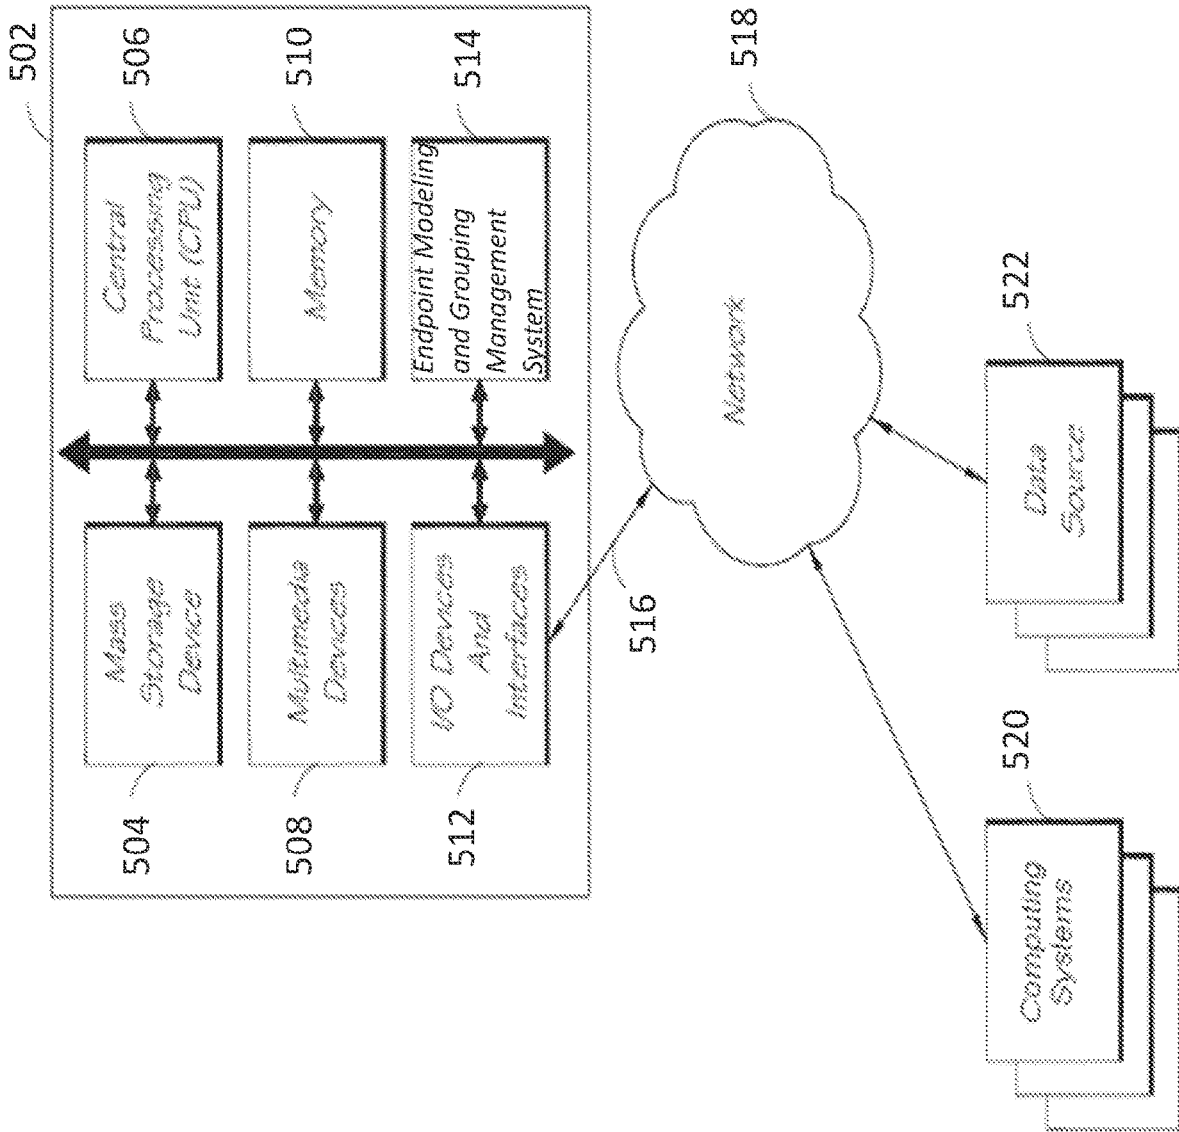 502
506
Central
Processing
Unit (CPU)
510
Memory
514
Endpoint Modeling
and Grouping
Management
System
504
Mass
Storage
Device
508
Multimedia
Devices
512
I/O Devices
And
Interfaces
516
518
Network
520
Computing
Systems
522
Data
Source